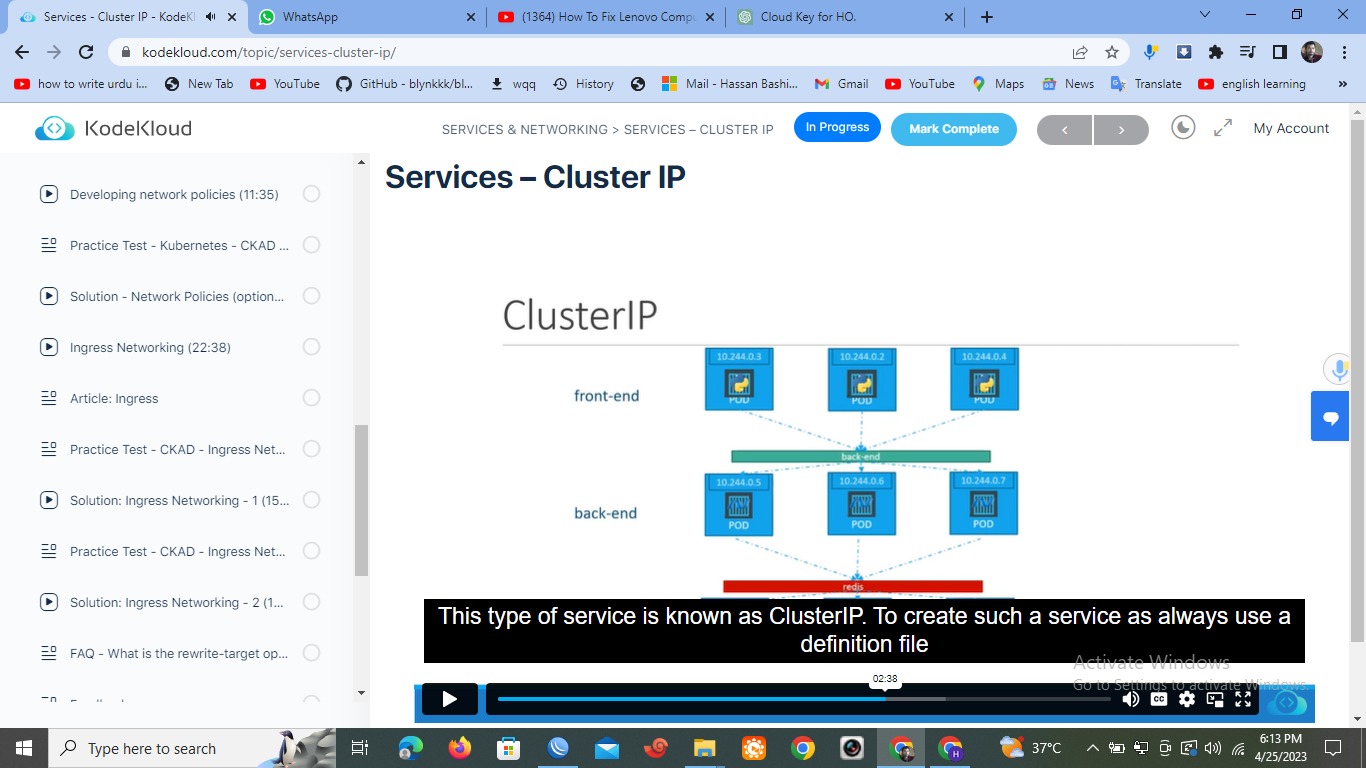 Services - Cluster IP - KodeKl
WhatsApp
(1364) How To Fix Lenovo Compu
Cloud Key for HO.
kodekloud.com/topic/services-cluster-ip/
how to write urdu i...
New Tab
YouTube
GitHub - blynkkk/bl...
wqq
History
Mail - Hassan Bashi...
Gmail
YouTube
Maps
News
Translate
english learning
»
KodeKloud
SERVICES & NETWORKING > SERVICES – CLUSTER IP
In Progress
Mark Complete
My Account
Developing network policies (11:35)
Practice Test - Kubernetes - CKAD ...
Solution - Network Policies (option...
Ingress Networking (22:38)
Article: Ingress
Practice Test - CKAD - Ingress Net...
Solution: Ingress Networking - 1 (15...
Practice Test - CKAD - Ingress Net...
Solution: Ingress Networking - 2 (1...
FAQ - What is the rewrite-target op...
Services – Cluster IP
ClusterIP
10.244.0.3
10.244.0.2
10.244.0.4
front-end
POD
POD
POD
back-end
10.244.0.5
10.244.0.6
10.244.0.7
back-end
POD
POD
POD
redis
This type of service is known as ClusterIP. To create such a service as always use a
definition file
Activate Windows
Go to Settings to activate Windows.
02:38
CC
Type here to search
H
37°C
6:13 PM
4/25/2023